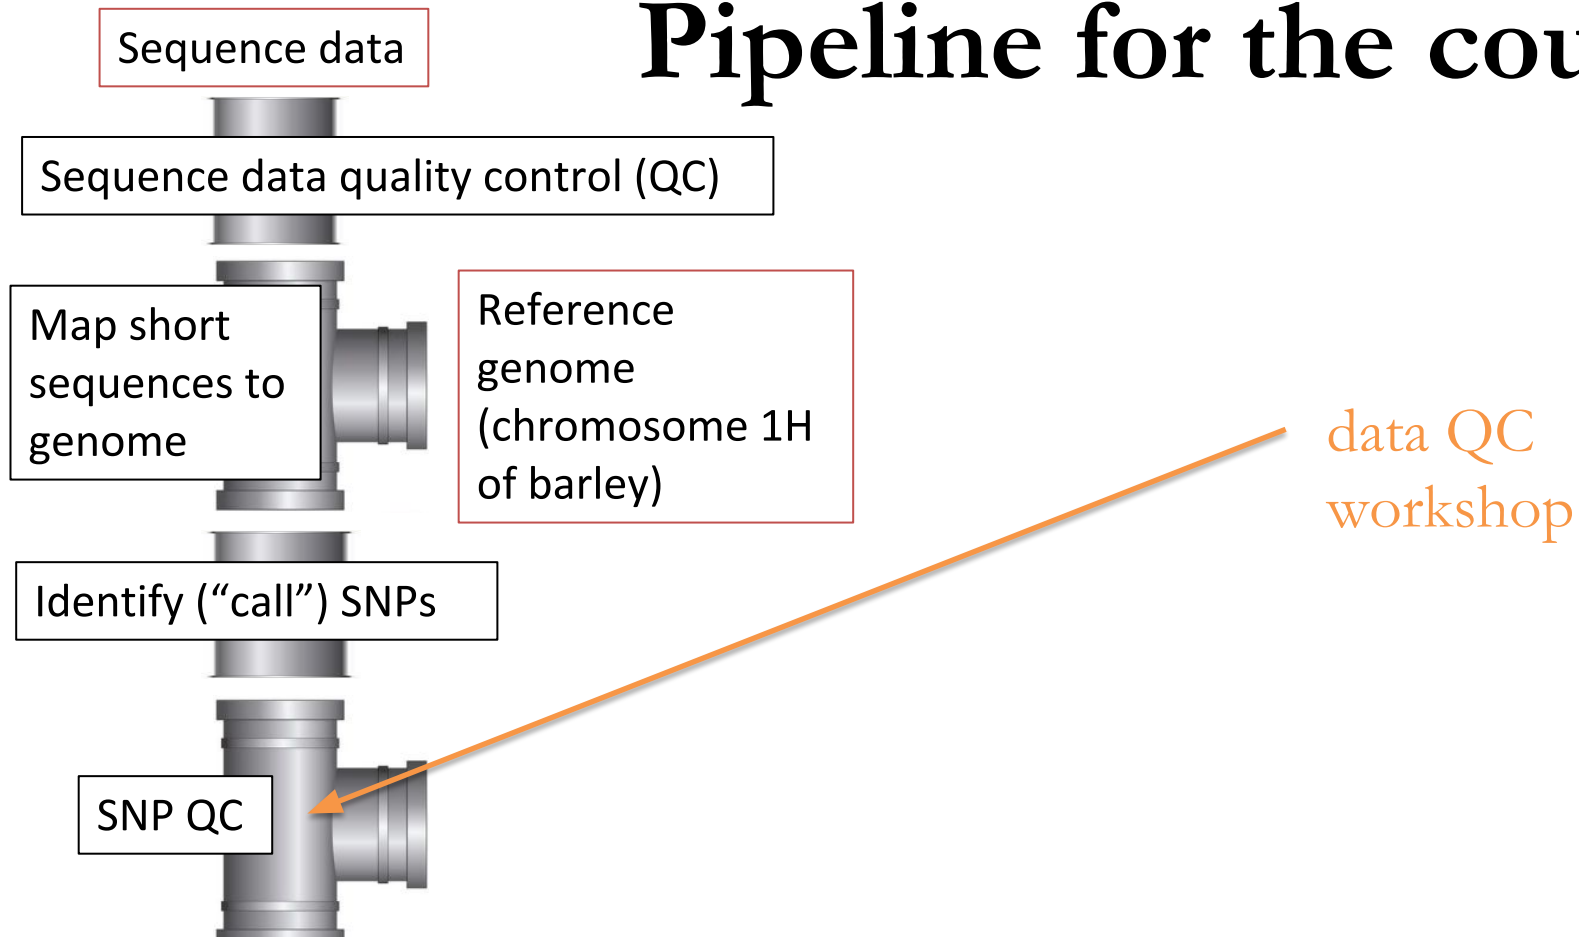 Pipeline for the cou
Sequence data
Sequence data quality control (QC)
Map short
sequences to
genome
Reference
genome
(chromosome 1H
of barley)
Identify (“call”) SNPs
SNP QC
data QC
workshop